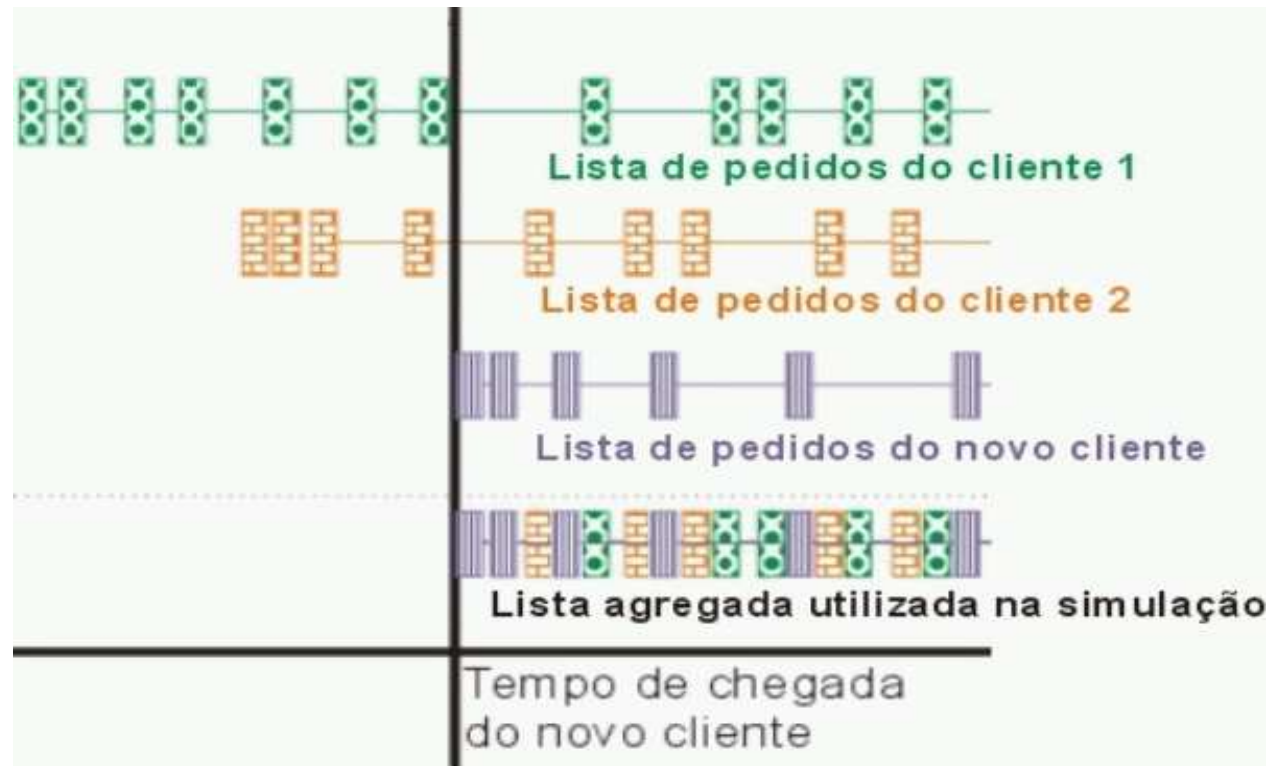 Lista de pedidos do cliente 1
Lista de pedidos do cliente 2
Lista de pedidos do novo cliente
Lista agregada utilizada na simulação
Tempo de chegada
do novo cliente